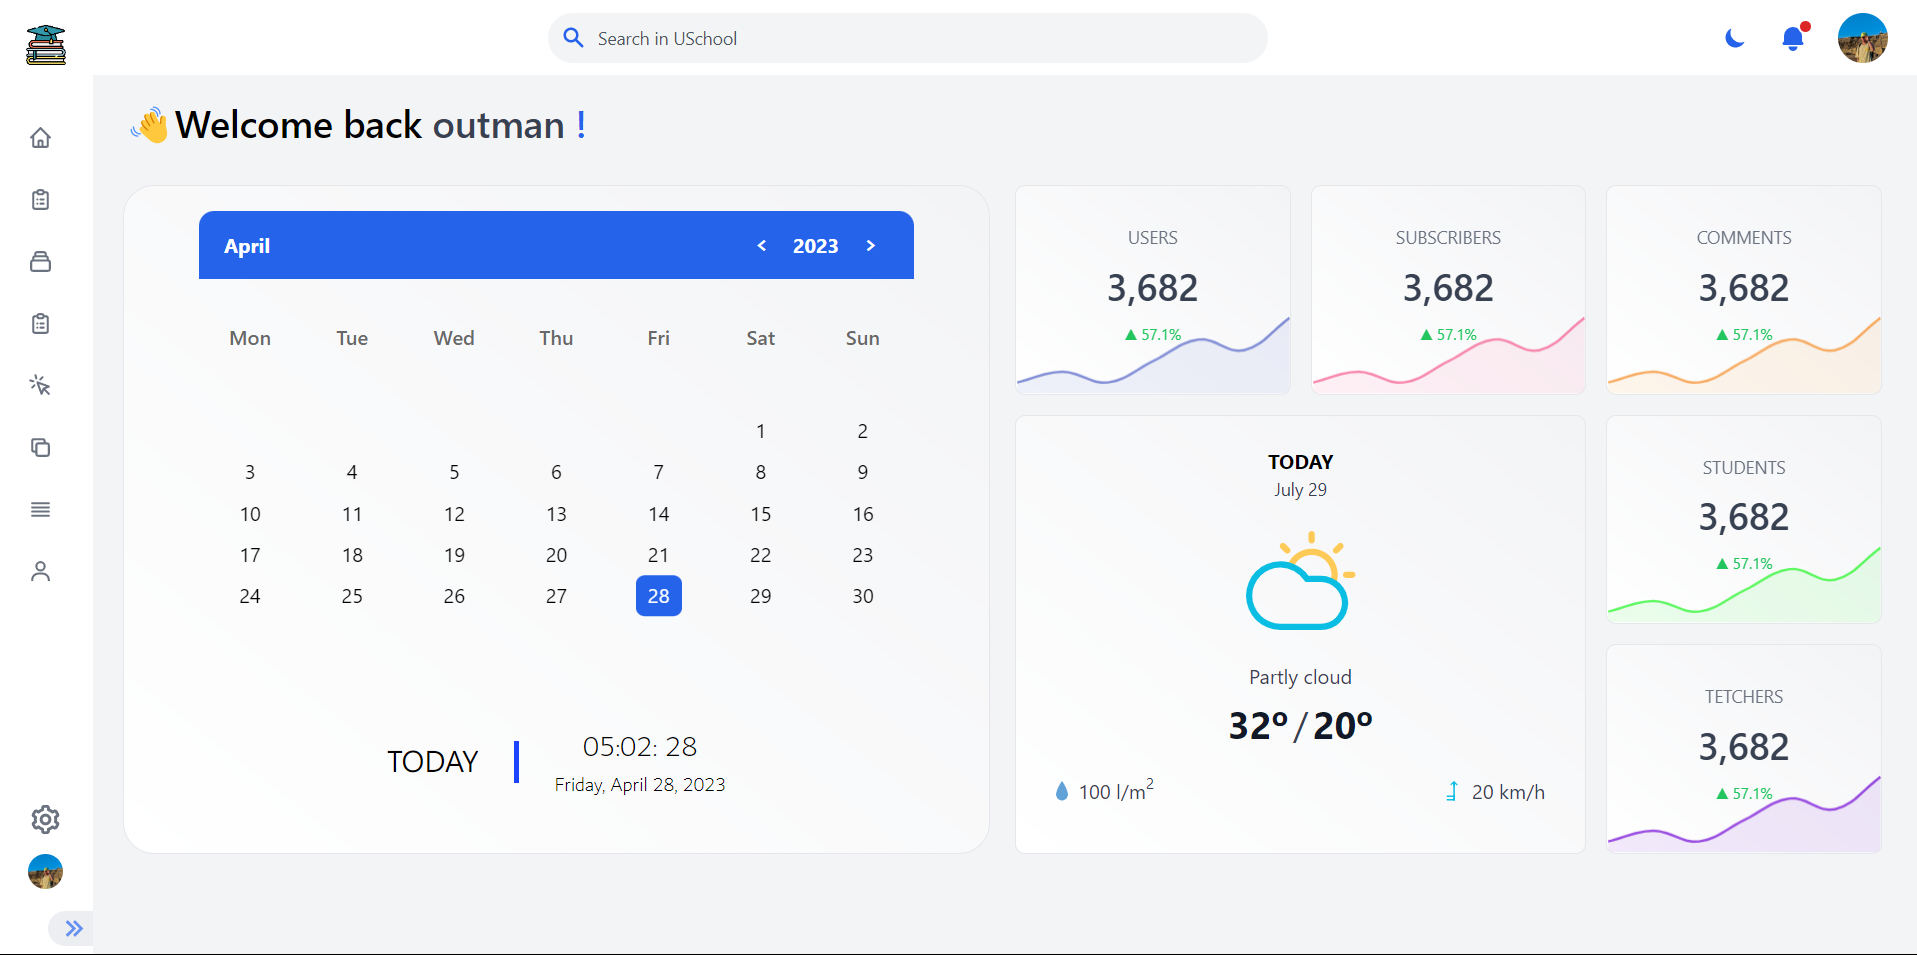 Search in USchool
Welcome back outman !
April
< 2023 >
Mon Tue Wed Thu Fri Sat Sun
1 2
3 4 5 6 7 8 9
10 11 12 13 14 15 16
17 18 19 20 21 22 23
24 25 26 27 28 29 30
TODAY
05:02: 28
Friday, April 28, 2023
USERS
3,682
▲ 57.1%
SUBSCRIBERS
3,682
▲ 57.1%
COMMENTS
3,682
▲ 57.1%
TODAY
July 29
Partly cloud
32º / 20º
100 l/m²
20 km/h
STUDENTS
3,682
▲ 57.1%
TETCHERS
3,682
▲ 57.1%